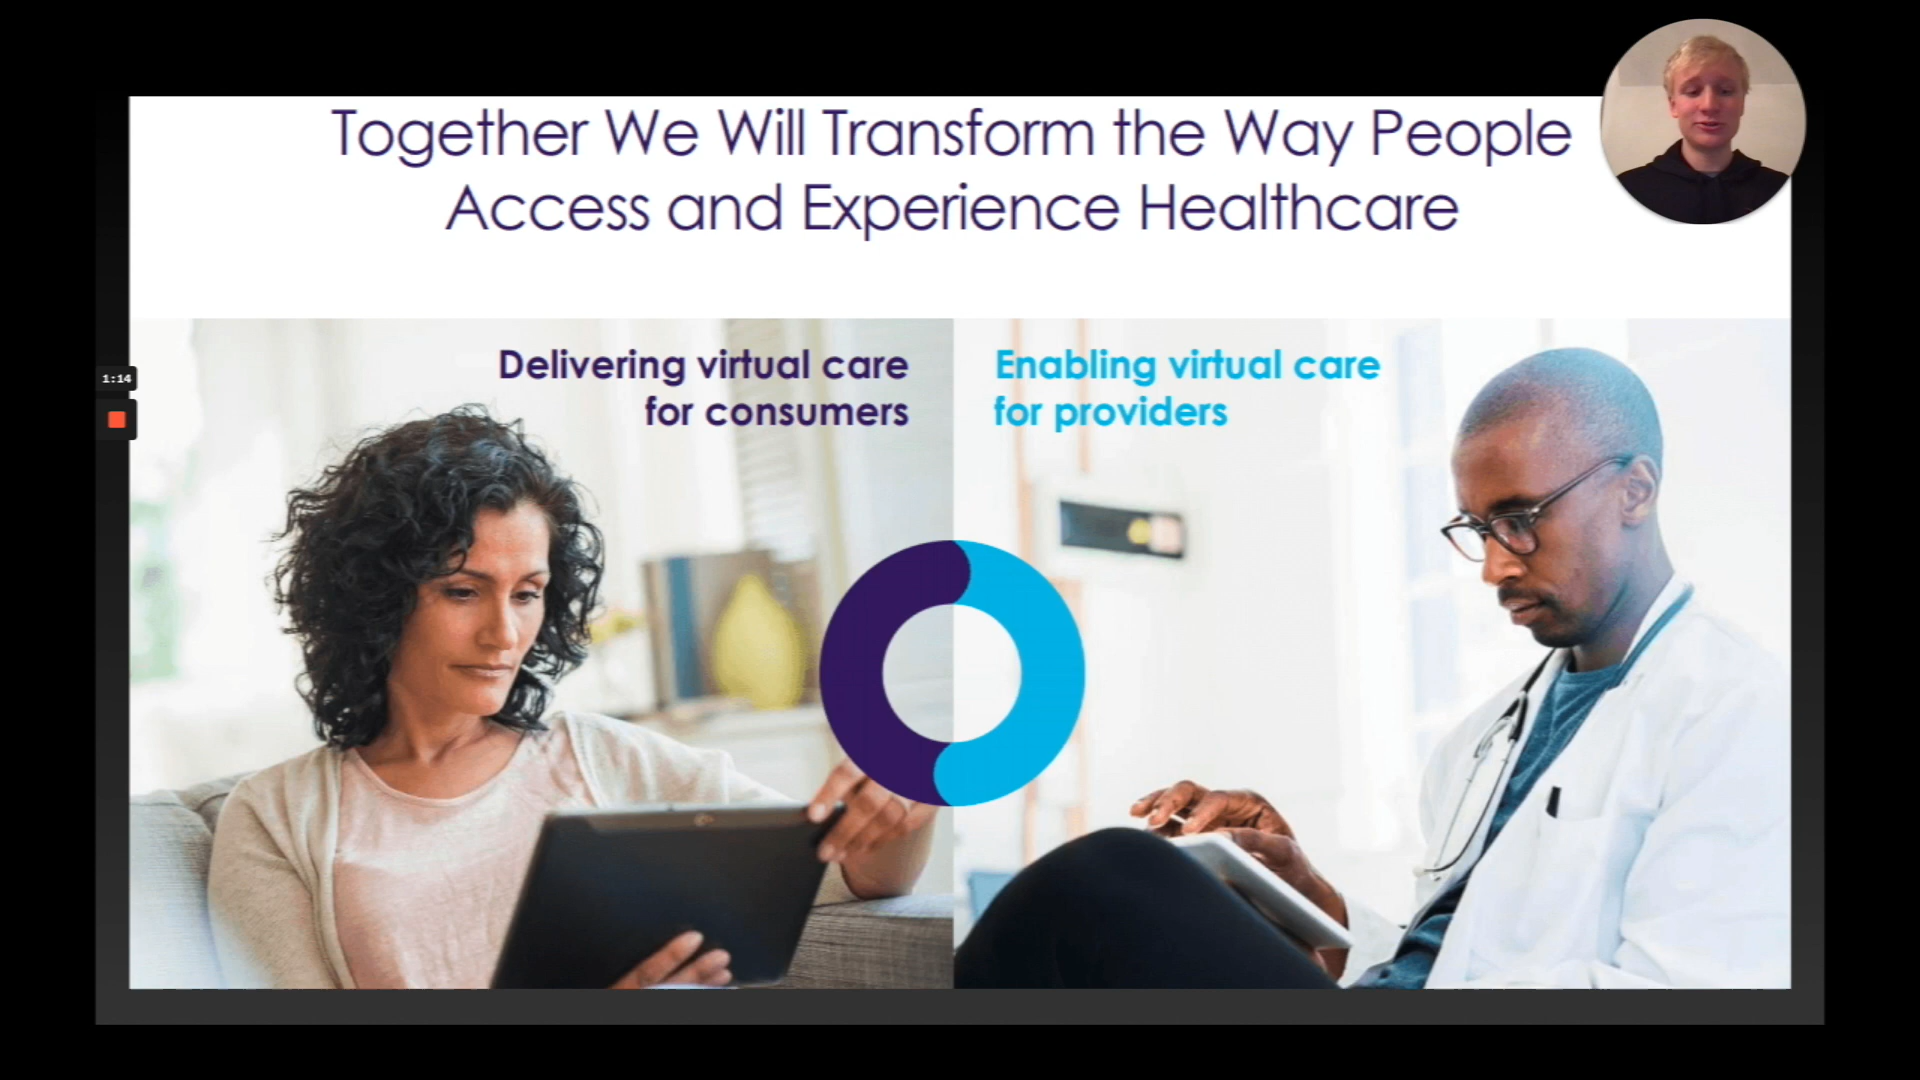 Together We Will Transform the Way People
Access and Experience Healthcare
Delivering virtual care
for consumers
Enabling virtual care
for providers
1:14